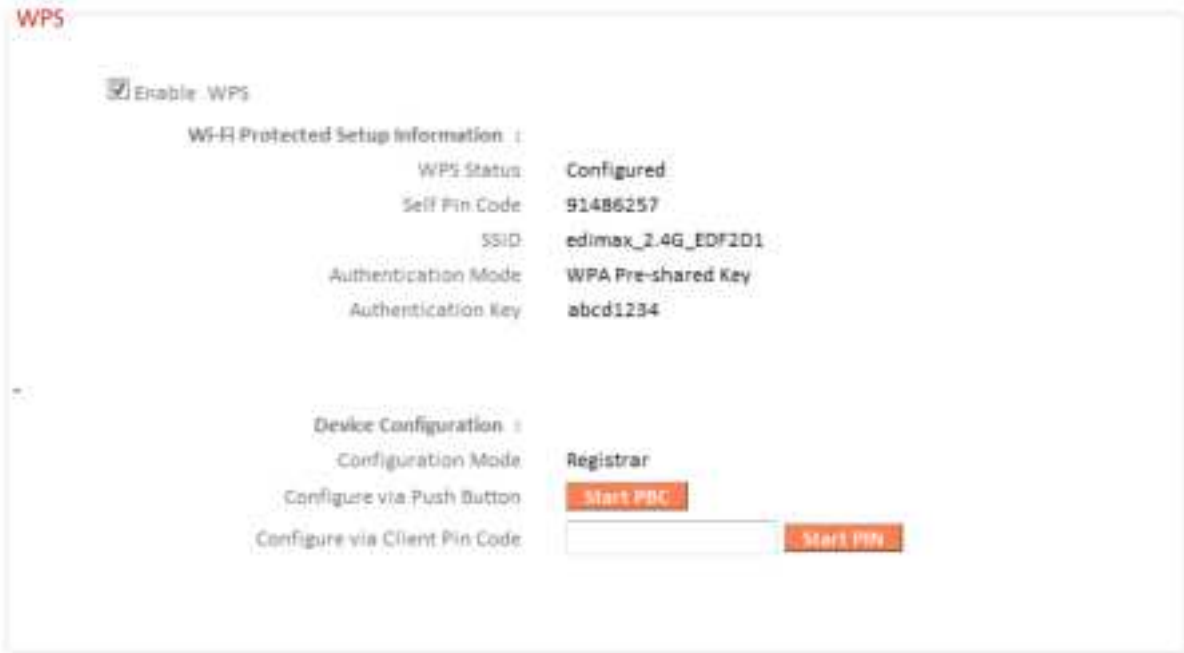 WPS
Enable WPS
Wi-Fi Protected Setup Information :
WPS Status Configured
Self Pin Code 91486257
SSID edimax_2.4G_EDF2D1
Authentication Mode WPA Pre-shared Key
Authentication Key abcd1234
-
Device Configuration :
Configuration Mode Registrar
Configure via Push Button Start PBC
Configure via Client Pin Code Start PIN